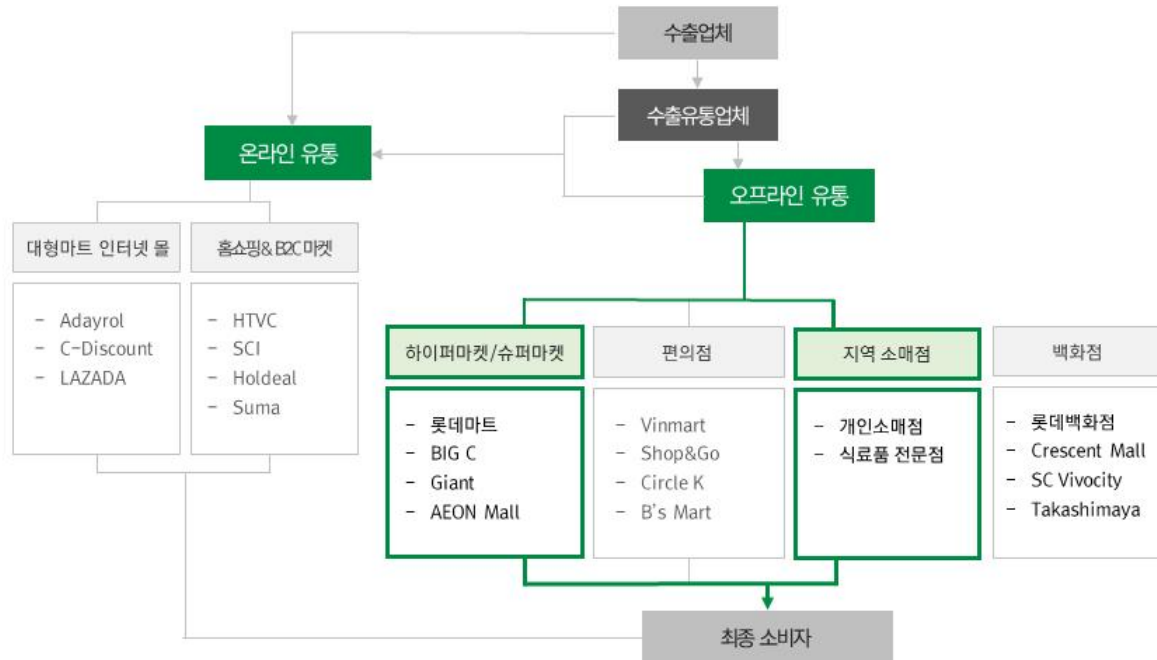 수출업체
수출유통업체
온라인 유통
오프라인 유통
대형마트 인터넷 몰
홈쇼핑& B2C 마켓
- Adayrol
- C-Discount
- LAZADA
- HTVC
- SCI
- Holdeal
- Suma
하이퍼마켓/슈퍼마켓
편의점
지역 소매점
백화점
- 롯데마트
- BIG C
- Giant
- AEON Mall
- Vinmart
- Shop&Go
- Circle K
- B's Mart
- 개인소매점
- 식료품 전문점
- 롯데백화점
- Crescent Mall
- SC Vivocity
- Takashimaya
최종 소비자